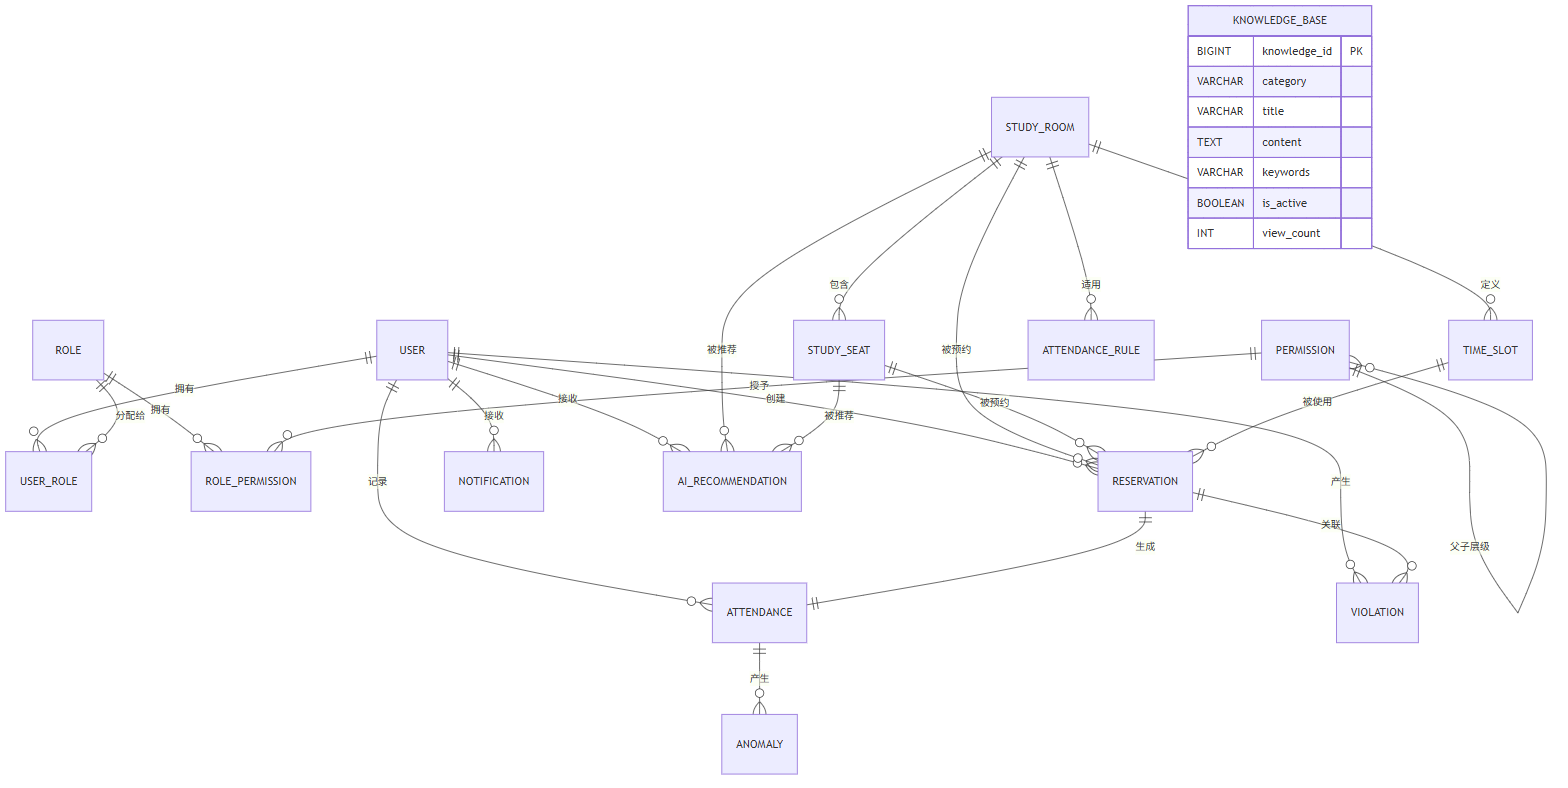 KNOWLEDGE_BASE
BIGINT knowledge_id PK
VARCHAR category
VARCHAR title
TEXT content
VARCHAR keywords
BOOLEAN is_active
INT view_count
STUDY_ROOM
包含
适用
定义
ROLE
USER
被推荐
STUDY_SEAT
被预约
ATTENDANCE_RULE
PERMISSION
TIME_SLOT
拥有
授予
分配给
拥有
接收
接收
创建
被推荐
被预约
被使用
USER_ROLE
ROLE_PERMISSION
记录
NOTIFICATION
AI_RECOMMENDATION
RESERVATION
产生
关联
生成
父子层级
ATTENDANCE
VIOLATION
产生
ANOMALY